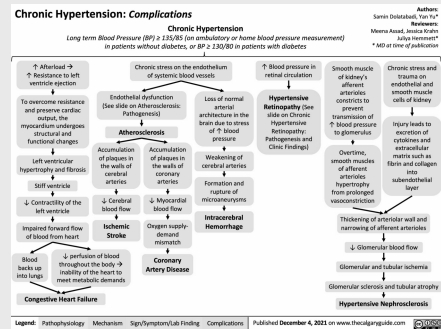 Chronic Hypertension: Complications
Authors:
Samin Dolatabadi, Yan Yu*
Reviewers:
Meena Assad, Jessica Krahn
Juliya Hemmett*
* MD at time of publication
Chronic Hypertension
Long term Blood Pressure (BP) ≥ 135/85 (on ambulatory or home blood pressure measurement)
in patients without diabetes, or BP ≥ 130/80 in patients with diabetes
↑ Afterload →
↑ Resistance to left
ventricle ejection
To overcome resistance
and preserve cardiac
output, the
myocardium undergoes
structural and
functional changes
Left ventricular
hypertrophy and fibrosis
Stiff ventricle
↓ Contractility of the
left ventricle
Impaired forward flow
of blood from heart
Blood
backs up
into lungs
↓ perfusion of blood
throughout the body →
inability of the heart to
meet metabolic demands
Congestive Heart Failure
Chronic stress on the endothelium
of systemic blood vessels
Endothelial dysfunction
(See slide on Atherosclerosis:
Pathogenesis)
Atherosclerosis
Accumulation
of plaques in
the walls of
cerebral
arteries
↓ Cerebral
blood flow
Ischemic
Stroke
Accumulation
of plaques in
the walls of
coronary
arteries
↓ Myocardial
blood flow
Oxygen supply-
demand
mismatch
Coronary
Artery Disease
Loss of normal
arterial
architecture in the
brain due to stress
of ↑ blood
pressure
Weakening of
cerebral arteries
Formation and
rupture of
microaneurysms
Intracerebral
Hemorrhage
↑ Blood pressure in
retinal circulation
Hypertensive
Retinopathy (See
slide on Chronic
Hypertensive
Retinopathy:
Pathogenesis and
Clinic Findings)
Smooth muscle
of kidney's
afferent
arterioles
constricts to
prevent
transmission of
↑ blood pressure
to glomerulus
Overtime,
smooth muscles
of afferent
arterioles
hypertrophy
from prolonged
vasoconstriction
Chronic stress and
trauma on
endothelial and
smooth muscle
cells of kidney
Injury leads to
excretion of
cytokines and
extracellular
matrix such as
fibrin and collagen
into
subendothelial
layer
Thickening of arteriolar wall and
narrowing of afferent arterioles
↓ Glomerular blood flow
Glomerular and tubular ischemia
Glomerular sclerosis and tubular atrophy
Hypertensive Nephrosclerosis
Legend: Pathophysiology Mechanism Sign/Symptom/Lab Finding Complications Published December 4, 2021 on www.thecalgaryguide.com